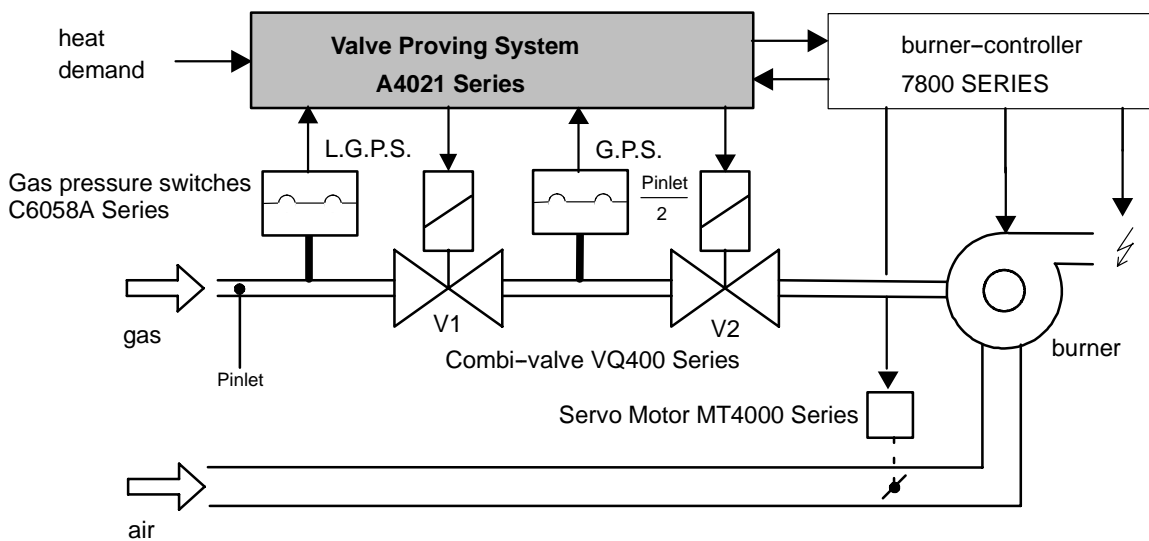 heat
demand
Valve Proving System
A4021 Series
burner-controller
7800 SERIES
L.G.P.S.
G.P.S.
Gas pressure switches
C6058A Series
Pinlet
2
gas
V1
V2
burner
Pinlet
Combi-valve VQ400 Series
Servo Motor MT4000 Series
air